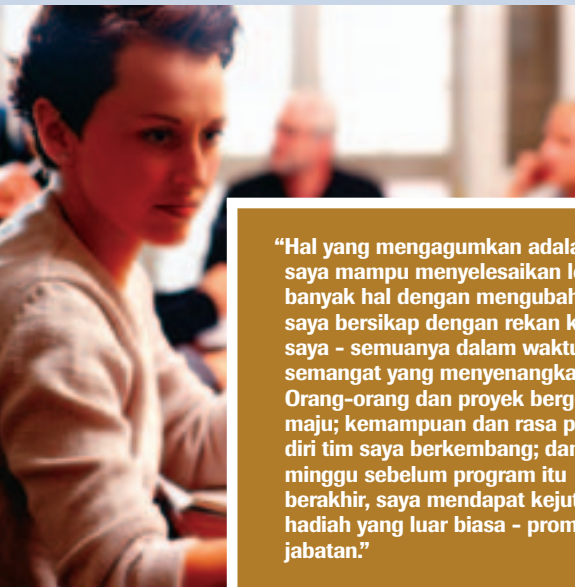 “Hal yang mengagumkan
saya mampu menyelesaikan
banyak hal dengan mengubah
saya bersikap dengan rekan
saya - semuanya dalam waktu
semangat yang
Orang-orang dan proyek
maju; kemampuan dan rasa
diri tim saya berkembang;
minggu sebelum program itu
berakhir, saya mendapat
hadiah yang luar biasa -
jabatan.”